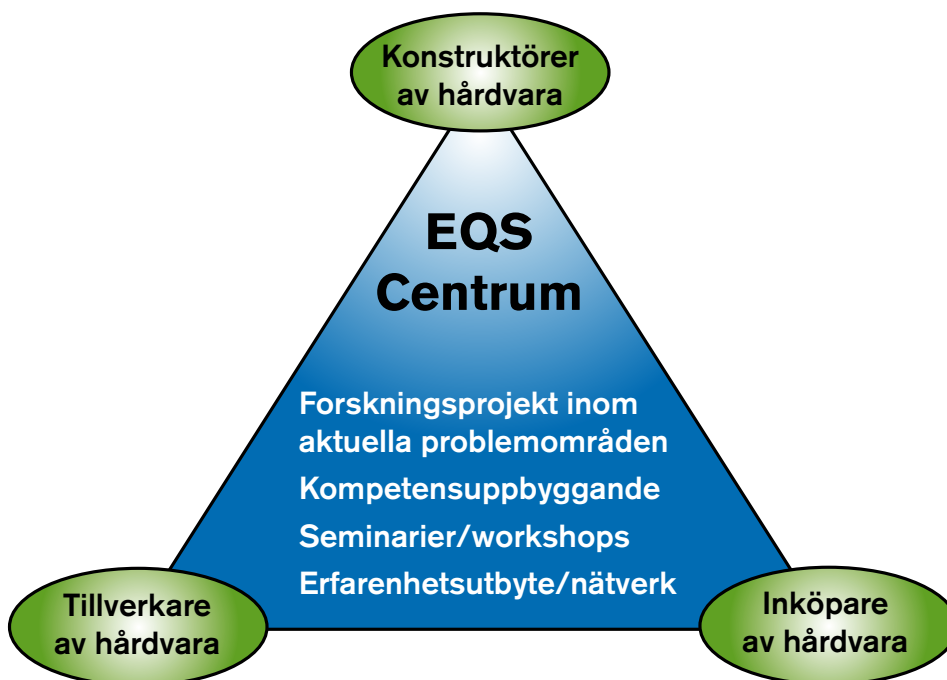 Konstruktörer
av hårdvara
EQS
Centrum
Forskningsprojekt inom
aktuella problemområden
Kompetensuppbyggande
Seminarier/workshops
Erfarenhetsutbyte/nätverk
Tillverkare
av hårdvara
Inköpare
av hårdvara